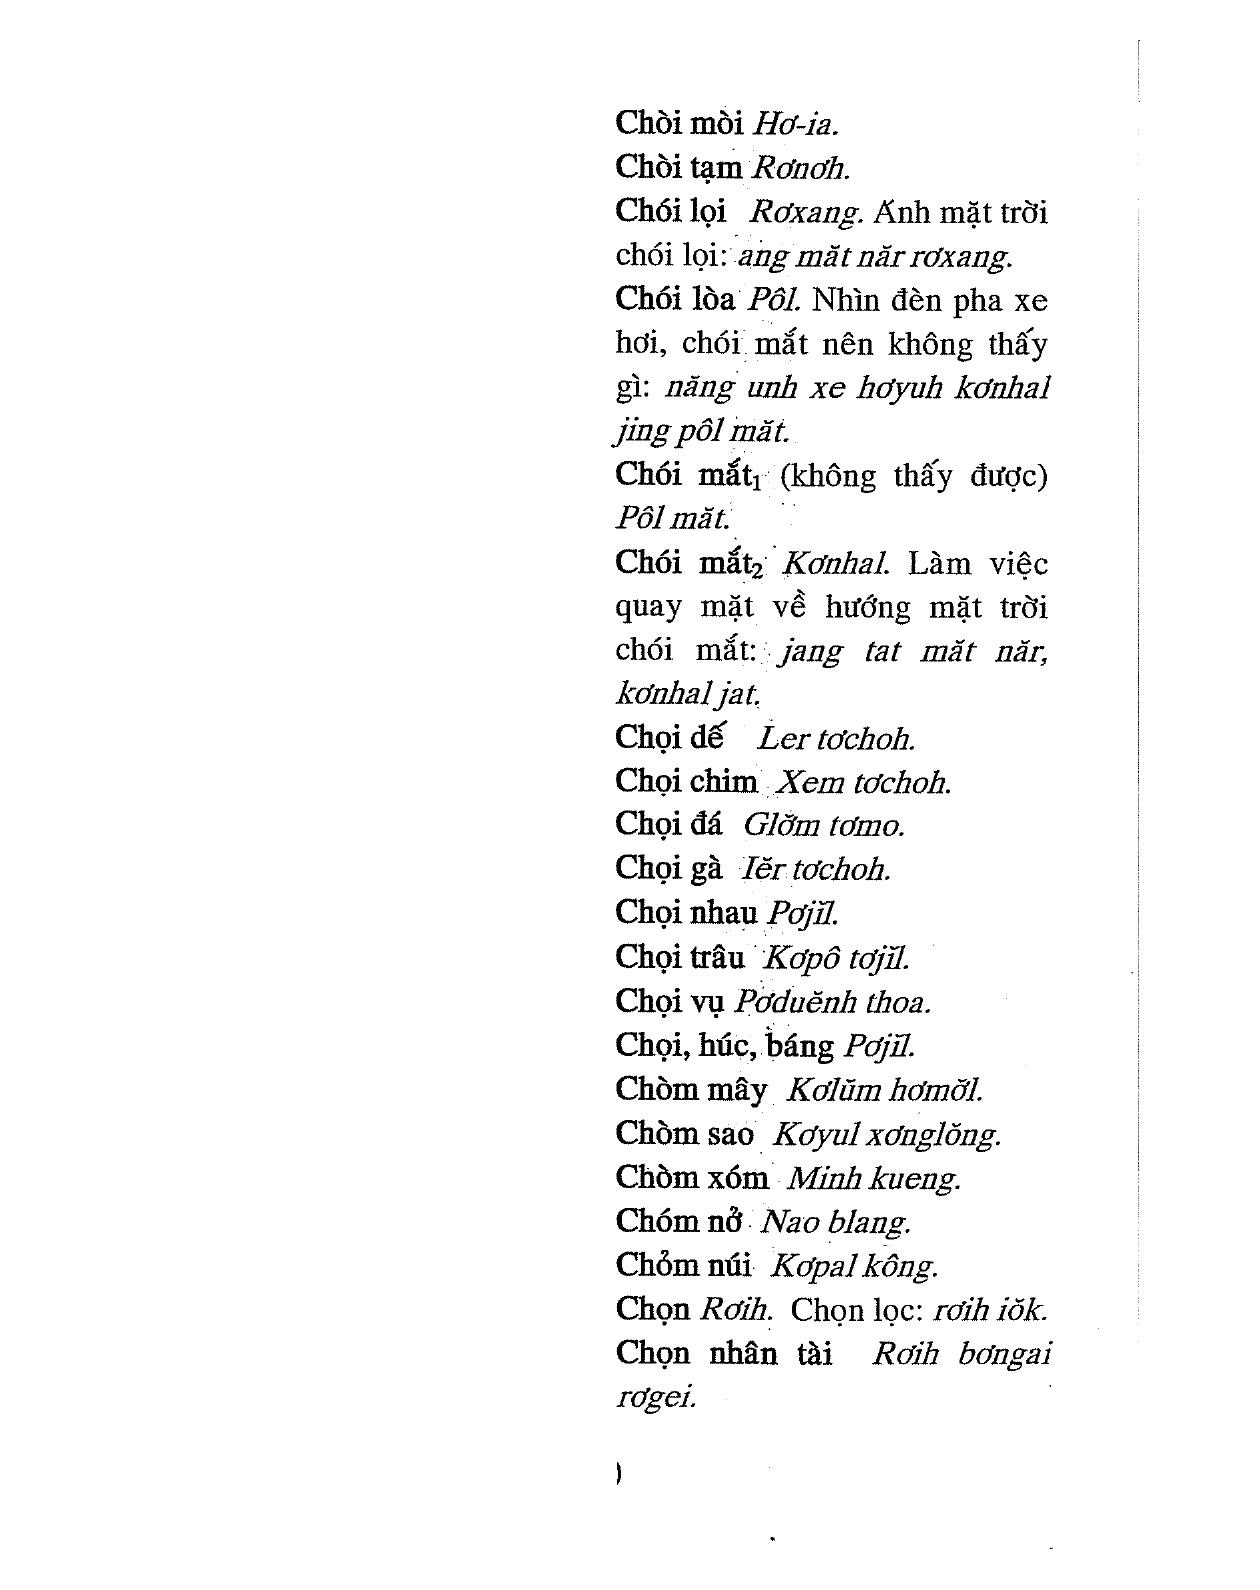 Chòi mòi Hơ-ia.
Chòi tạm Rơnơh.
Chói lọi Rơxang. Ánh mặt trời
chói lọi: ang măt năr rơxang.
Chói lòa Pôl. Nhìn đèn pha xe
hơi, chói mắt nên không thấy
gì: năng unh xe hơyuh kơnhal
jing pôl măt.
Chói mắt₁ (không thấy được)
Pôl măt.
Chói mắt₂ Kơnhal. Làm việc
quay mặt về hướng mặt trời
chói mắt: jang tat măt năr,
kơnhal jat.
Chọi dế Ler tơchoh.
Chọi chim Xem tơchoh.
Chọi đá Glơ̆m tơmo.
Chọi gà Iĕr tơchoh.
Chọi nhau Pơjĭl.
Chọi trâu Kơpô tơjĭl.
Chọi vụ Pơduĕnh thoa.
Chọi, húc, báng Pơjĭl.
Chòm mây Kơlŭm hơmơ̆l.
Chòm sao Kơyul xơnglŏng.
Chòm xóm Minh kueng.
Chóm nở Nao blang.
Chỏm núi Kơpal kông.
Chọn Rơih. Chọn lọc: rơih iŏk.
Chọn nhân tài Rơih bơngai
rơgei.